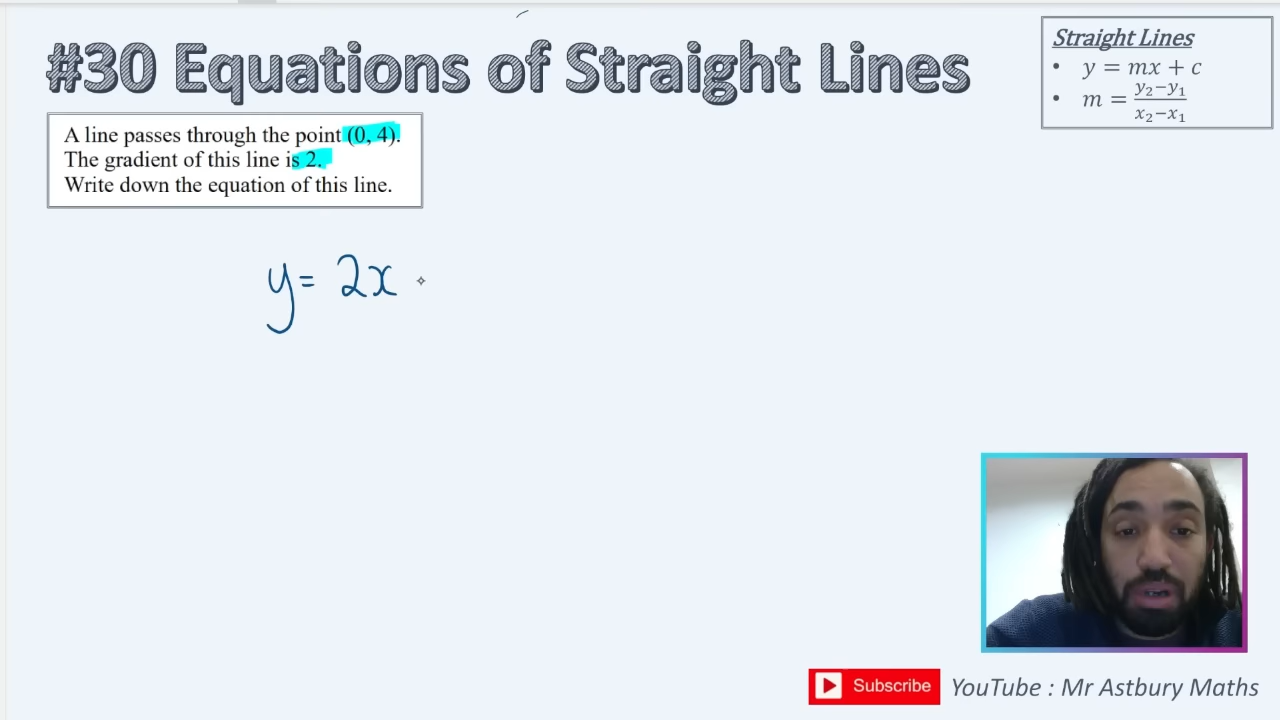 #30 Equations of Straight Lines
Straight Lines
• y = mx + c
• m = \frac{y₂−y₁}{x₂−x₁}
A line passes through the point (0, 4).
The gradient of this line is 2.
Write down the equation of this line.
y= 2x
Subscribe
YouTube : Mr Astbury Maths